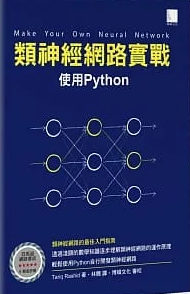 Make Your Own Neural Network
類神經網路實戰
使用Python
類神經網路的最佳入門指南
透過淺顯的數學知識逐步理解類神經網路的運作原理
輕鬆使用Python自行開發類神經網路
Tariq Rashid 著・林賜 譯・博碩文化 審校